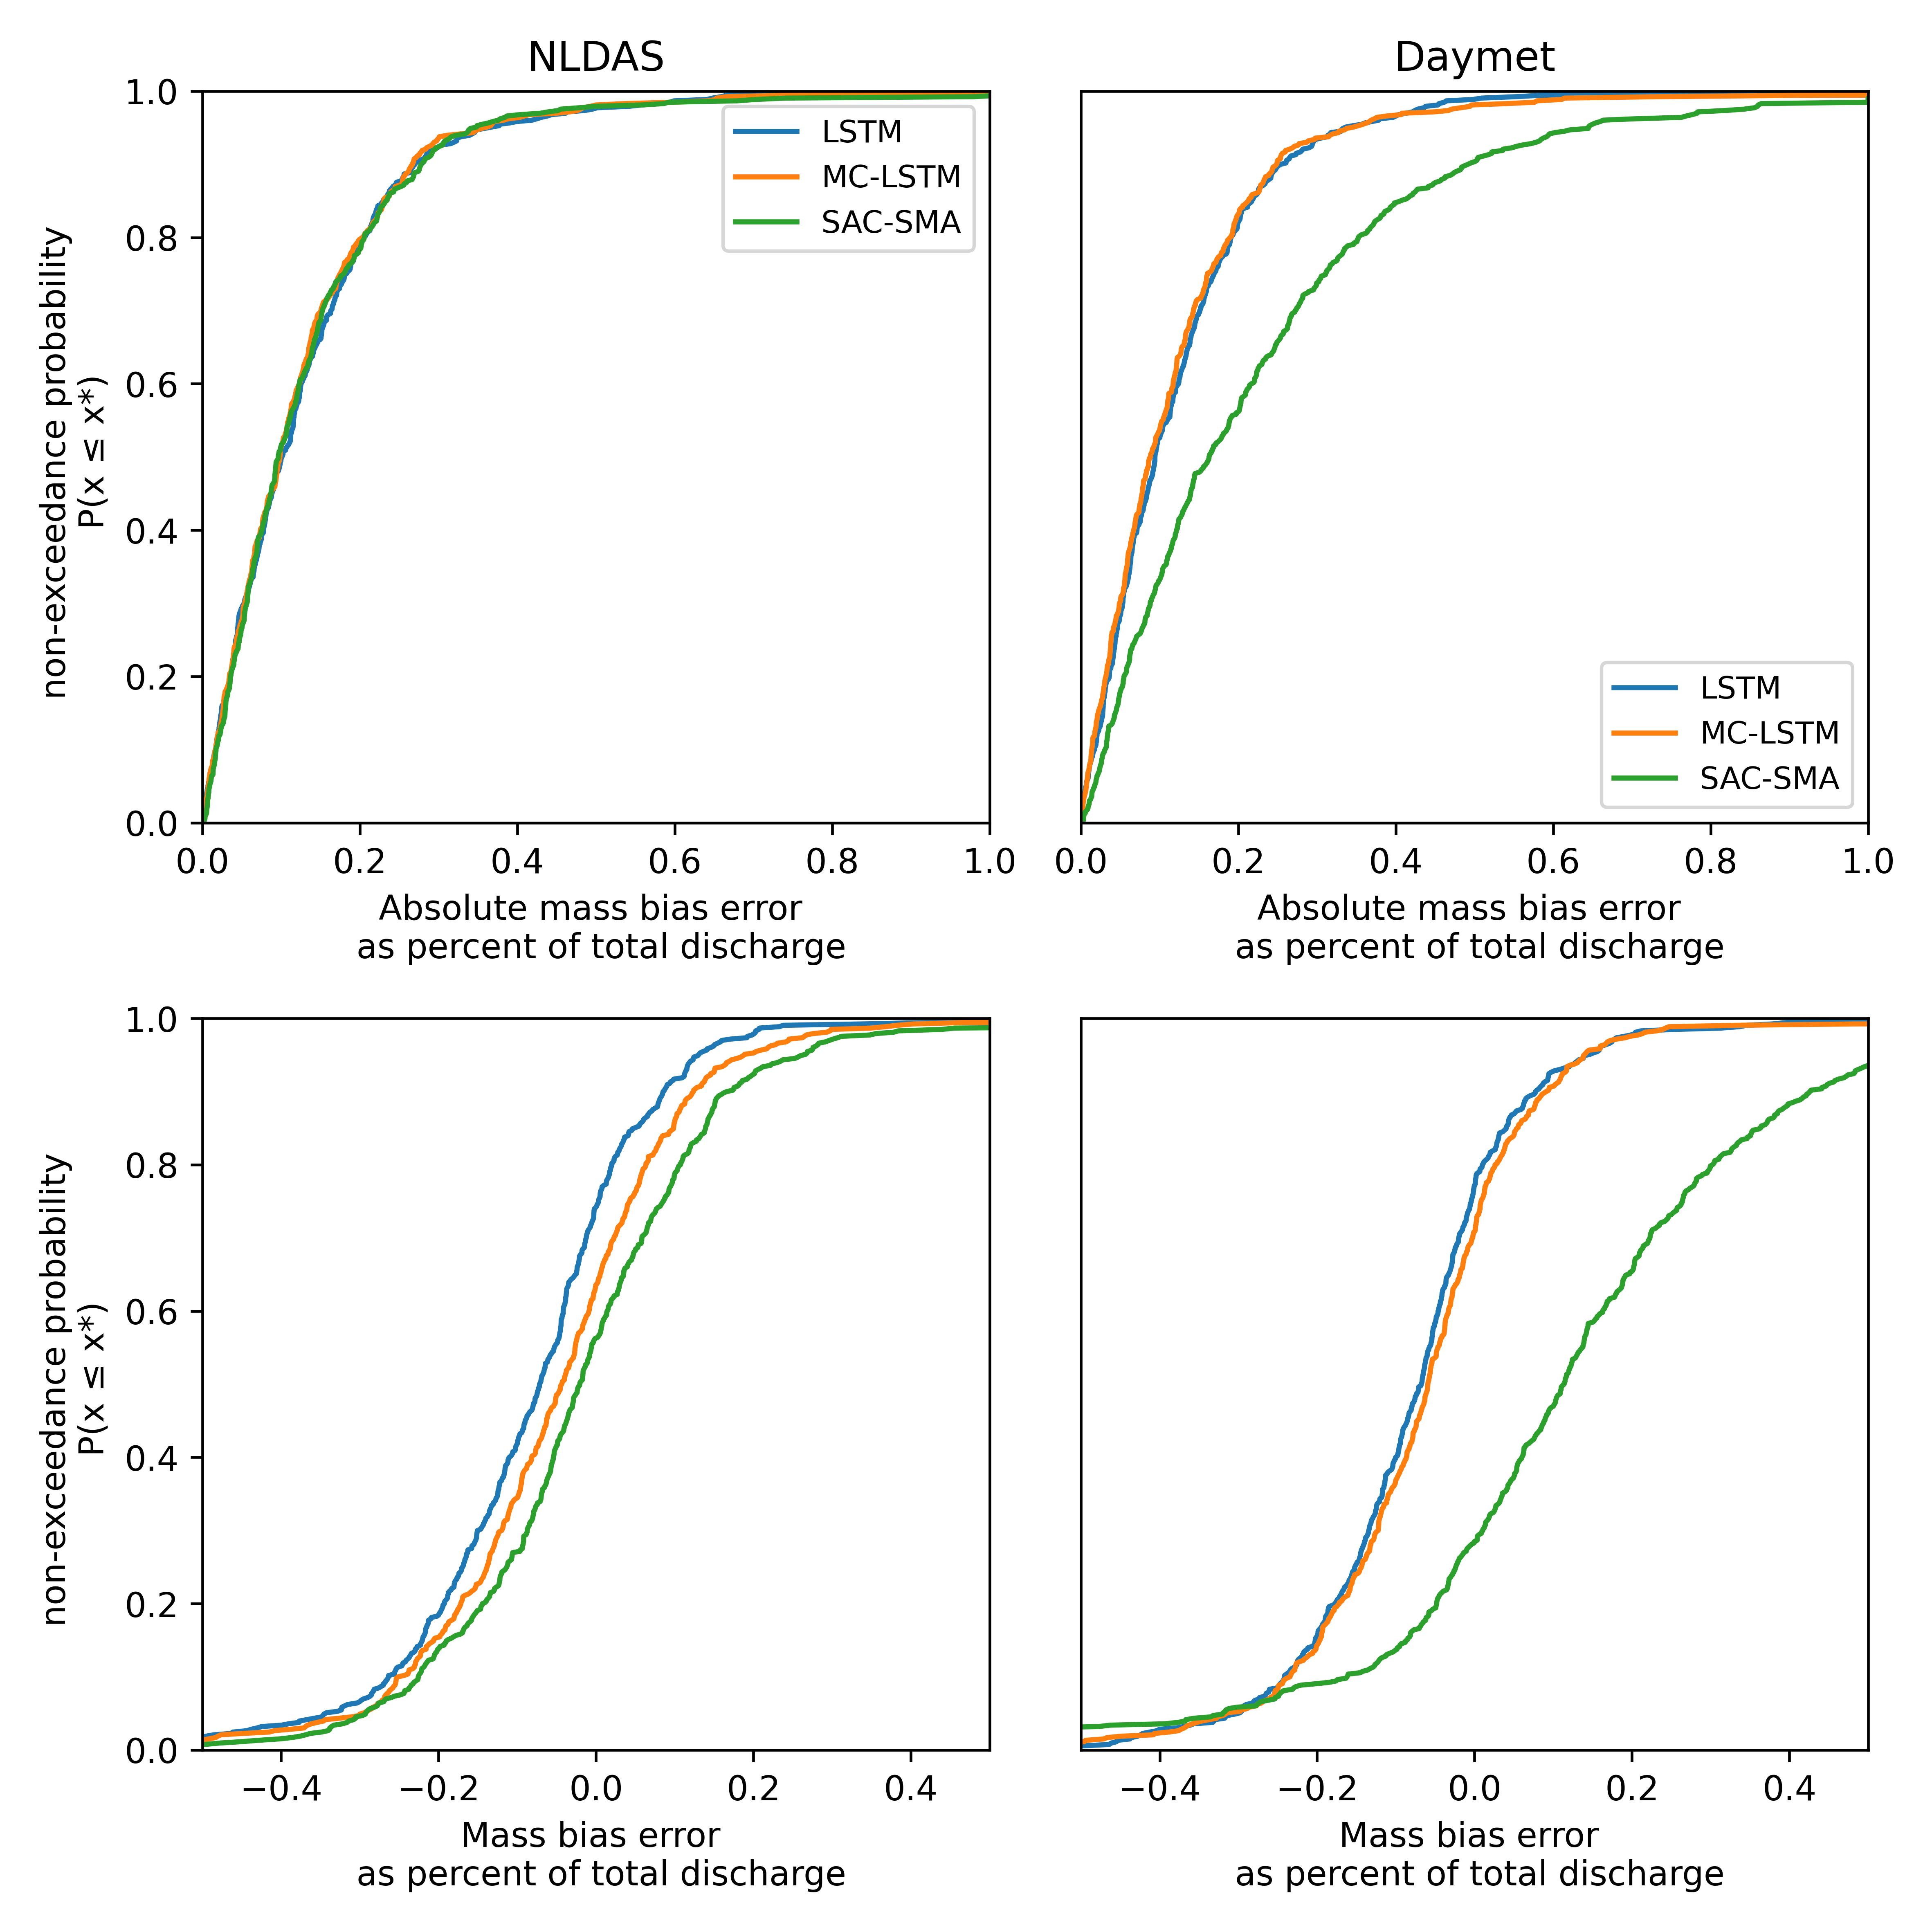 NLDAS
Daymet
1.0
0.8
0.6
0.4
0.2
0.0
non-exceedance probability
P(x ≤ x*)
LSTM
MC-LSTM
SAC-SMA
0.0 0.2 0.4 0.6 0.8 1.0
Absolute mass bias error
as percent of total discharge
LSTM
MC-LSTM
SAC-SMA
0.0 0.2 0.4 0.6 0.8 1.0
Absolute mass bias error
as percent of total discharge
1.0
0.8
0.6
0.4
0.2
0.0
non-exceedance probability
P(x ≤ x*)
−0.4 −0.2 0.0 0.2 0.4
Mass bias error
as percent of total discharge
−0.4 −0.2 0.0 0.2 0.4
Mass bias error
as percent of total discharge